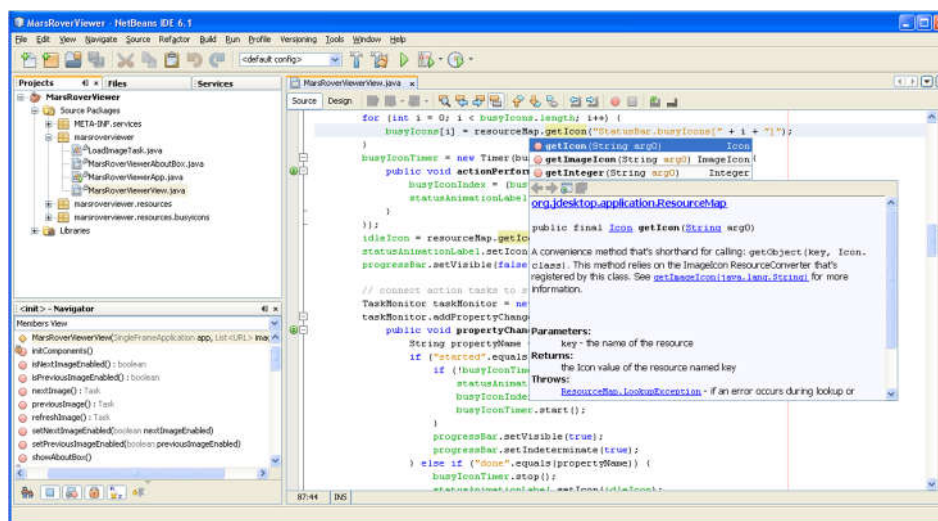 MarsRoverViewer - NetBeans IDE 6.1
File Edit View Navigate Source Refactor Build Run Profile Versioning Tools Window Help
<default config>
Projects Files Services
MarsRoverViewer
Source Packages
META-INF.services
marsroverviewer
LoadImageTask.java
MarsRoverViewerAboutBox.java
MarsRoverViewerApp.java
MarsRoverViewerView.java
marsroverviewer.resources
marsroverviewer.resources.busyicons
Libraries
<init> - Navigator
Members View
MarsRoverViewerView(SingleFrameApplication app, List<URL> imag
initComponents()
isNextImageEnabled() : boolean
isPreviousImageEnabled() : boolean
nextImage() : Task
previousImage() : Task
refreshImage() : Task
setNextImageEnabled(boolean nextImageEnabled)
setPreviousImageEnabled(boolean previousImageEnabled)
showAboutBox()
MarsRoverViewerView.java
Source Design
for (int i = 0; i < busyIcons.length; i++) {
busyIcons[i] = resourceMap.getIcon("StatusBar.busyIcons[" + i + "]");
}
busyIconTimer = new Timer(bu
public void actionPerform
busyIconIndex = (bus
statusAnimationLabel
}
});
idleIcon = resourceMap.getIc
statusAnimationLabel.setIcon
progressBar.setVisible(false
// connect action tasks to s
TaskMonitor taskMonitor = ne
taskMonitor.addPropertyChang
public void propertyChan
String propertyName
if ("started".equals
if (!busyIconTim
statusAnimat
busyIconInde
busyIconTimer.start();
}
progressBar.setVisible(true);
progressBar.setIndeterminate(true);
} else if ("done".equals(propertyName)) {
busyIconTimer.stop();
statusAnimationLabel.setIcon(idleIcon);
getIcon(String arg0) Icon
getImageIcon(String arg0) ImageIcon
getInteger(String arg0) Integer
org.jdesktop.application.ResourceMap
public final Icon getIcon(String arg0)
A convenience method that's shorthand for calling: getObject(key, Icon.
class). This method relies on the ImageIcon ResourceConverter that's
registered by this class. See getImageIcon(java.lang.String) for more
information.
Parameters:
key - the name of the resource
Returns:
the Icon value of the resource named key
Throws:
ResourceMap.LookupException - if an error occurs during lookup or
87:44 INS